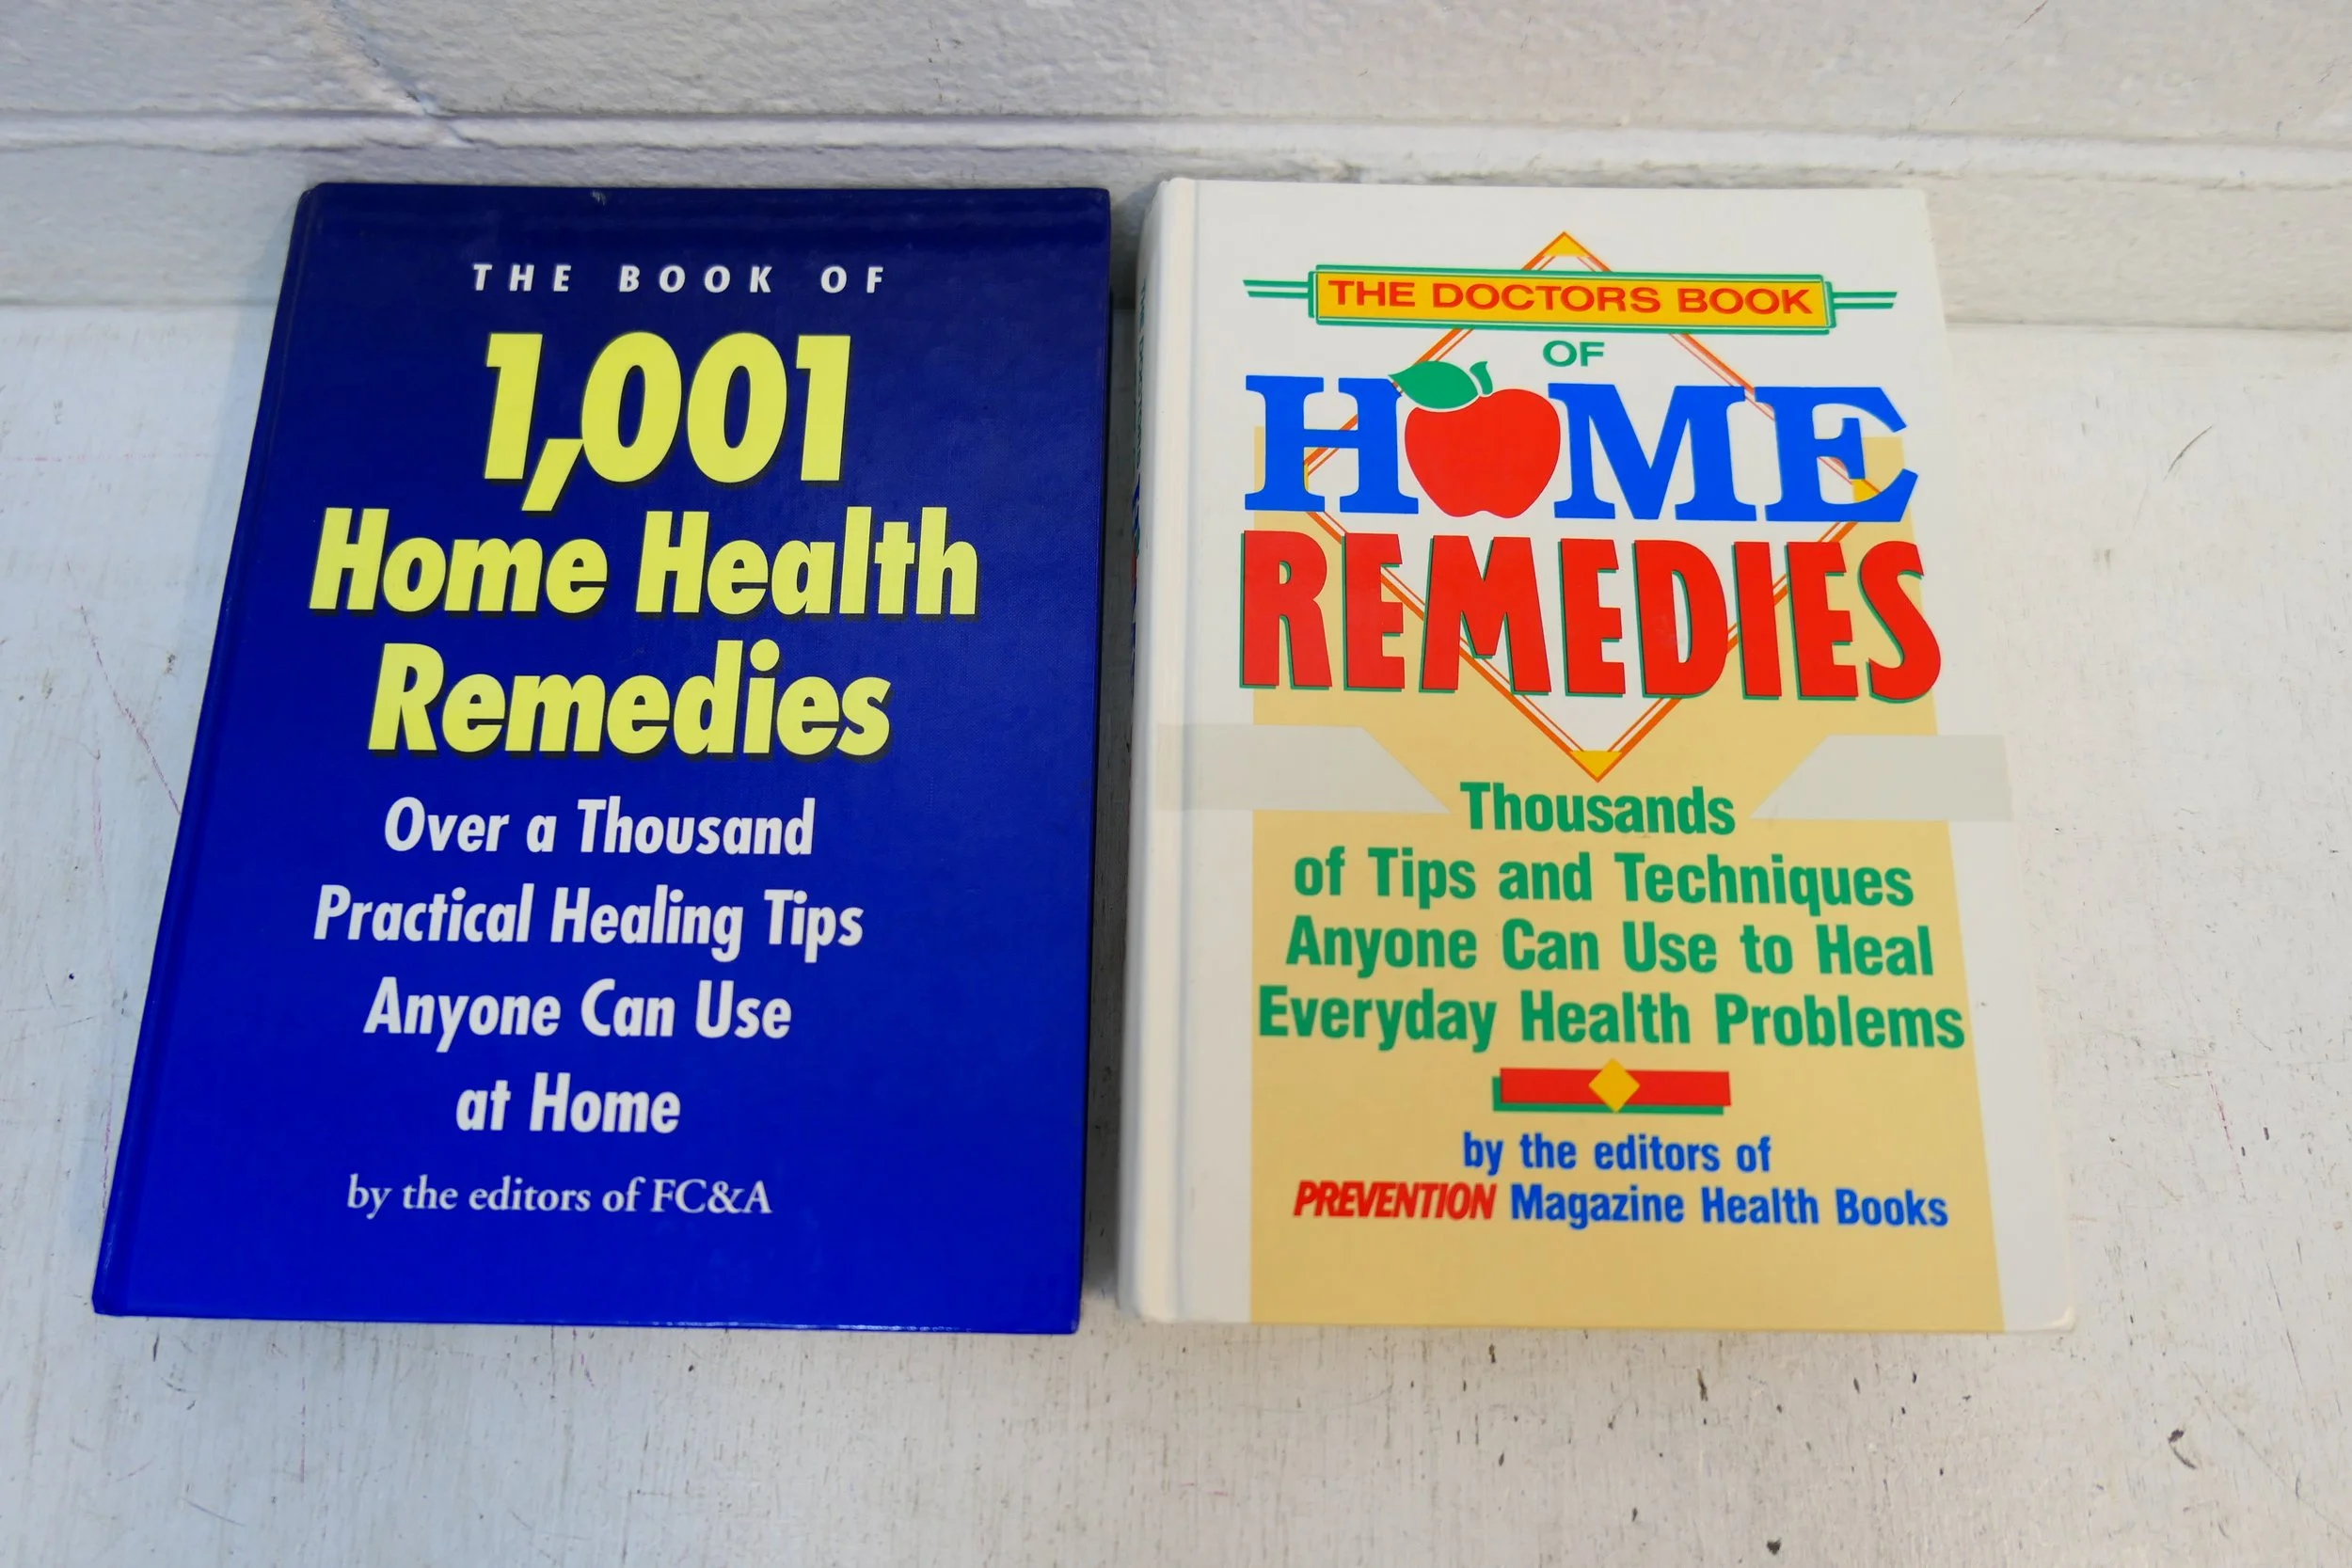 THE BOOK OF
1,001
Home Health
Remedies
Over a Thousand
Practical Healing Tips
Anyone Can Use
at Home
by the editors of FC&A
THE DOCTORS BOOK
OF
HOME
REMEDIES
Thousands
of Tips and Techniques
Anyone Can Use to Heal
Everyday Health Problems
by the editors of
PREVENTION Magazine Health Books